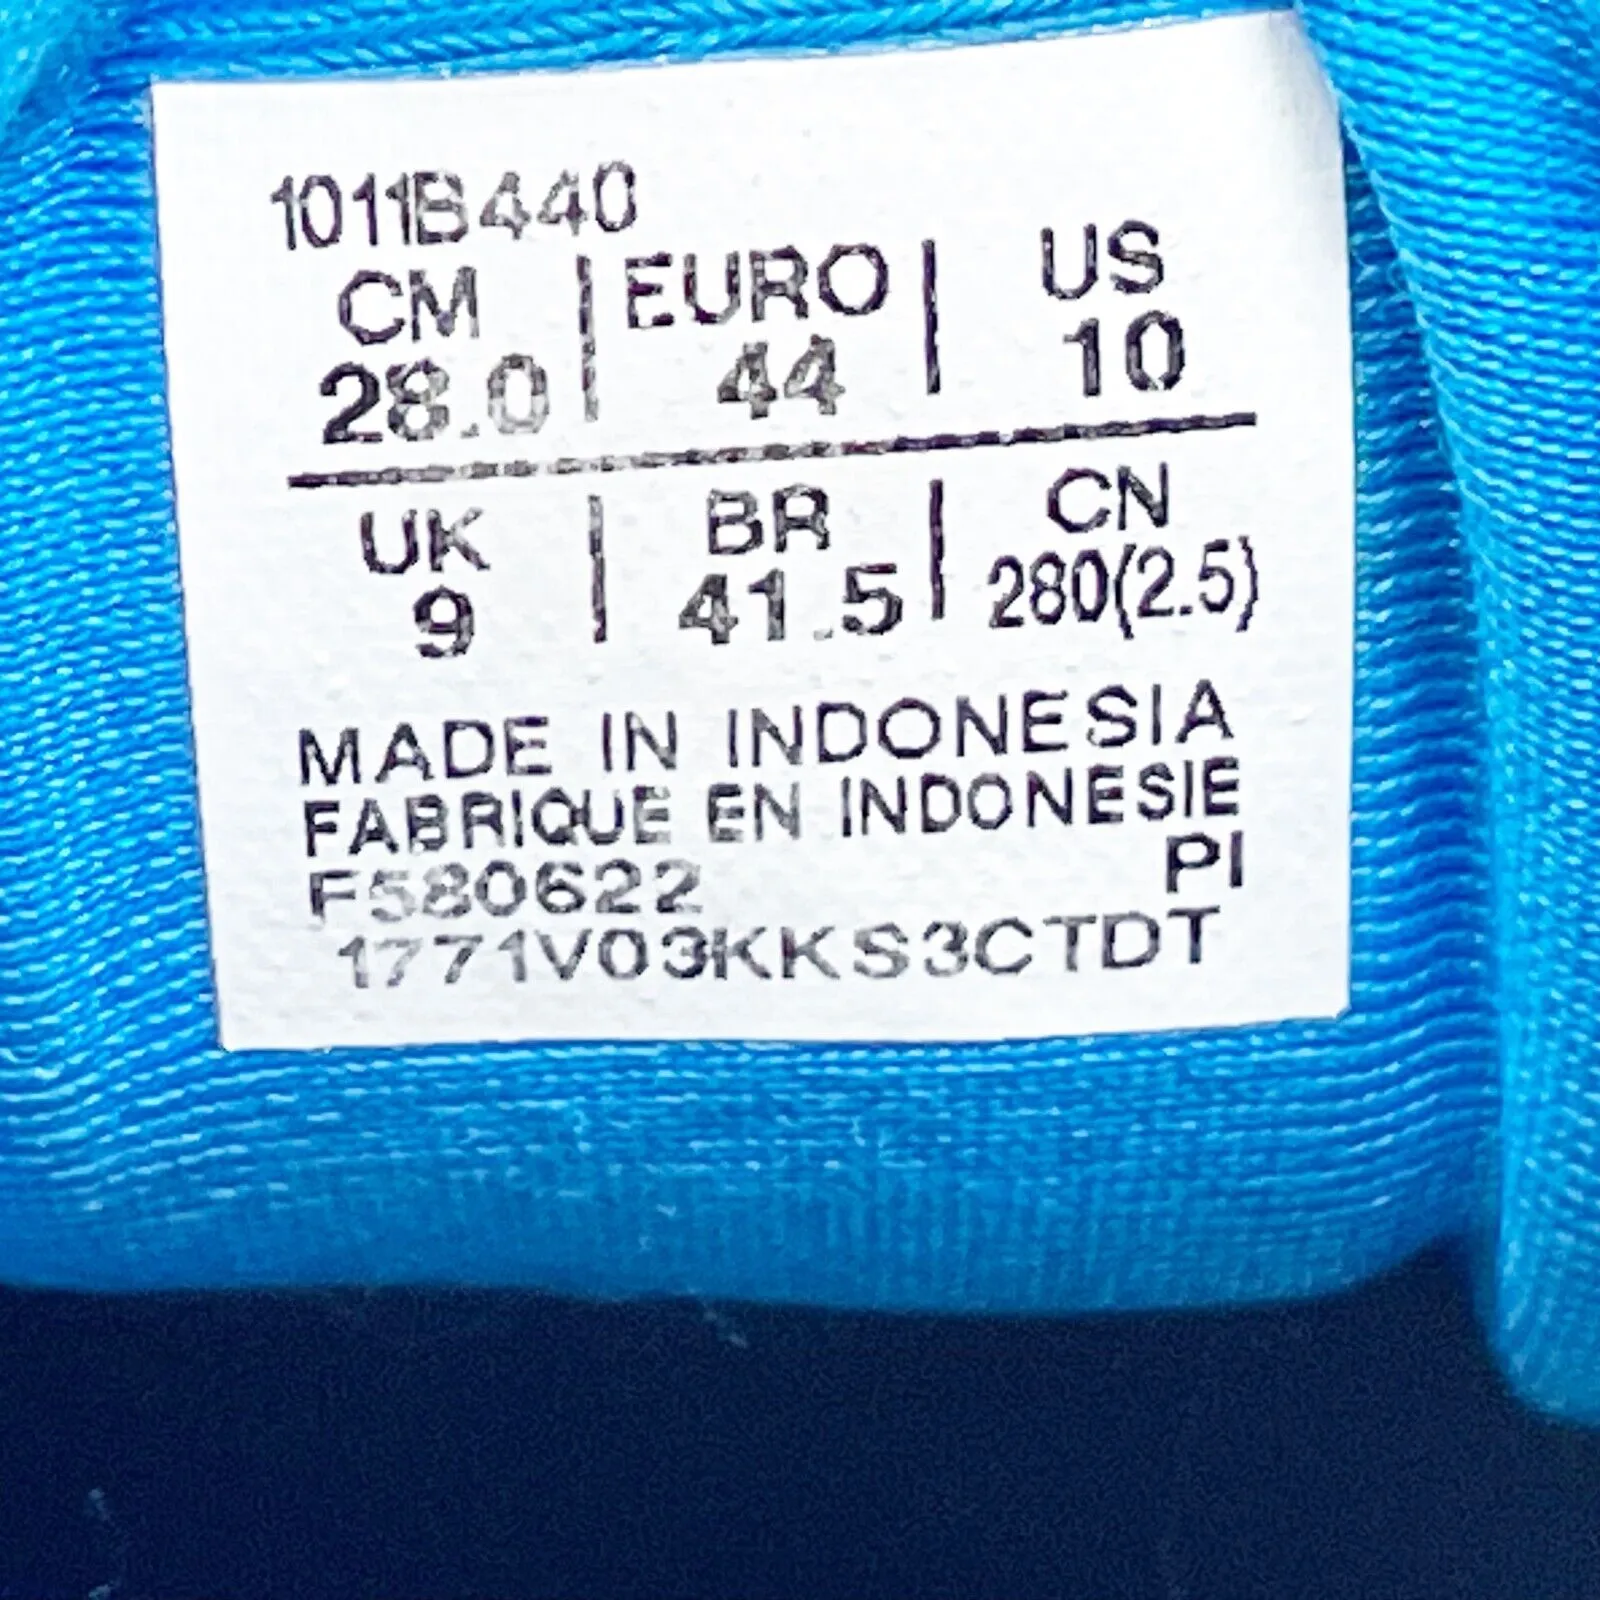 1011B440
CM | EURO | US
28.0 | 44 | 10
UK | BR | CN
9 | 41.5 | 280(2.5)
MADE IN INDONESIA
FABRIQUE EN INDONESIE
F580622 PI
1771V03KKS3CTDT